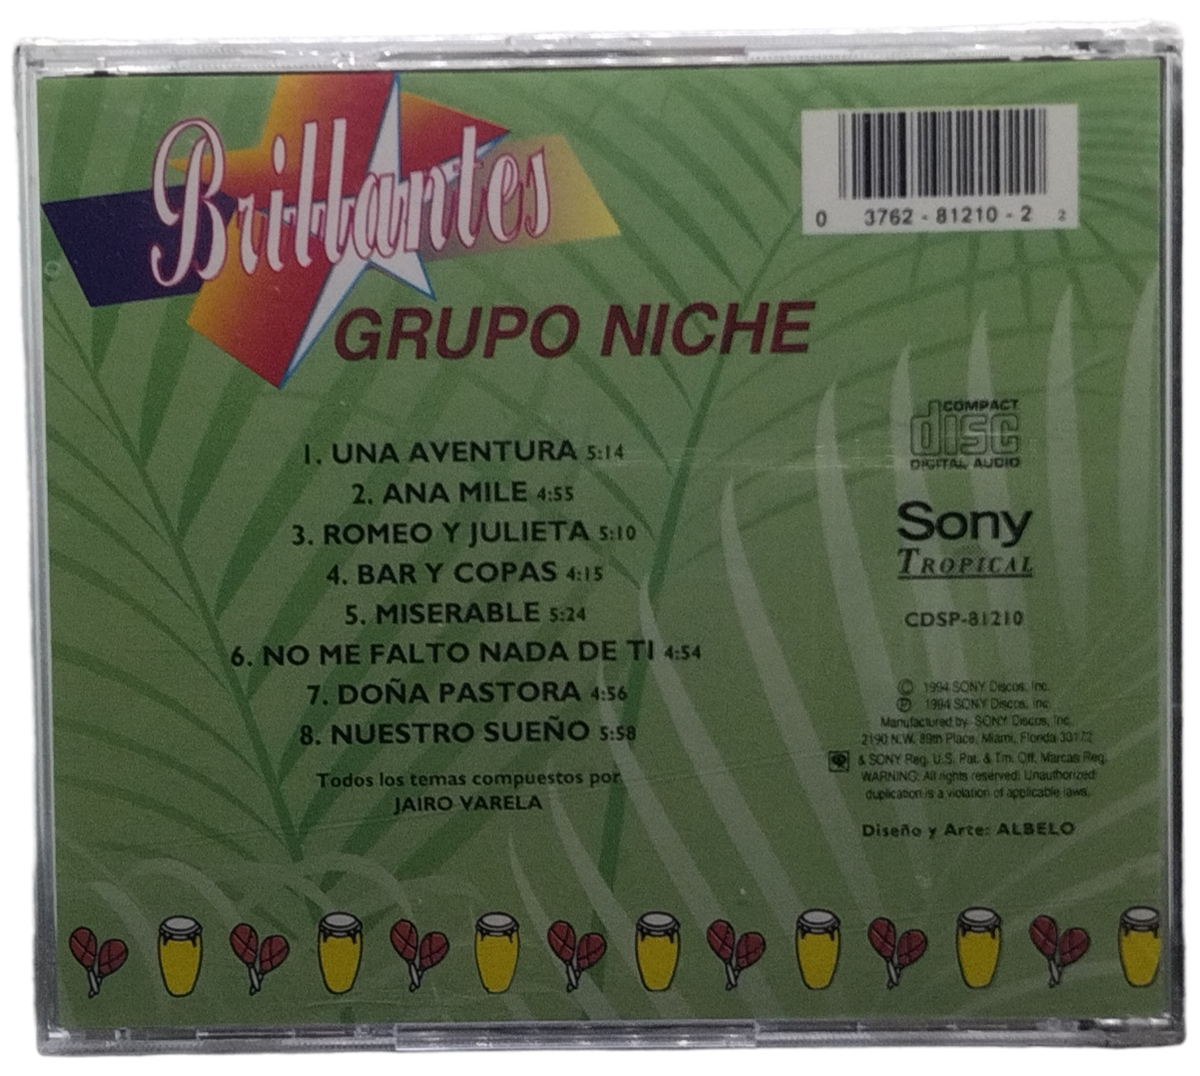 Brillantes
GRUPO NICHE
0 3762-81210-2 2
1. UNA AVENTURA 5:14
2. ANA MILE 4:55
3. ROMEO Y JULIETA 5:10
4. BAR Y COPAS 4:15
5. MISERABLE 5:24
6. NO ME FALTO NADA DE TI 4:54
7. DOÑA PASTORA 4:56
8. NUESTRO SUEÑO 5:58
Todos los temas compuestos por
JAIRO VARELA
COMPACT
disc
DIGITAL AUDIO
Sony
TROPICAL
CDSP-81210
© 1994 SONY Discos, Inc.
℗ 1994 SONY Discos, Inc.
Manufactured by SONY Discos, Inc.
2190 N.W. 89th Place, Miami, Florida 33172
& SONY Reg. U.S. Pat. & Tm. Off. Marcas Reg.
WARNING: All rights reserved. Unauthorized
duplication is a violation of applicable laws.
Diseño y Arte: ALBELO